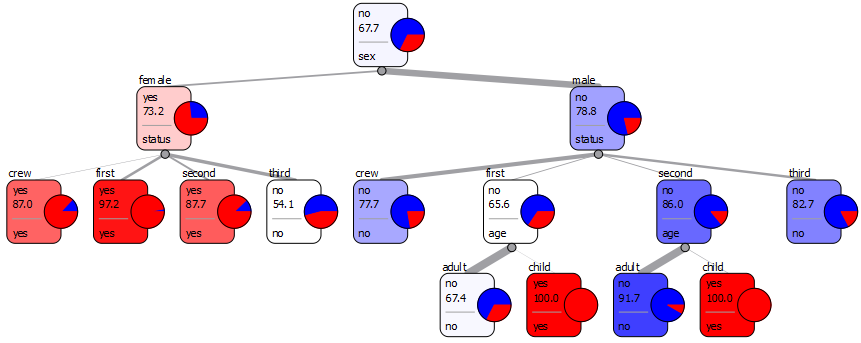 no
67.7
sex
female
yes
73.2
status
male
no
78.8
status
crew
yes
87.0
yes
first
yes
97.2
yes
second
yes
87.7
yes
third
no
54.1
no
crew
no
77.7
no
first
no
65.6
age
second
no
86.0
age
third
no
82.7
no
adult
no
67.4
no
child
yes
100.0
yes
adult
no
91.7
no
child
yes
100.0
yes